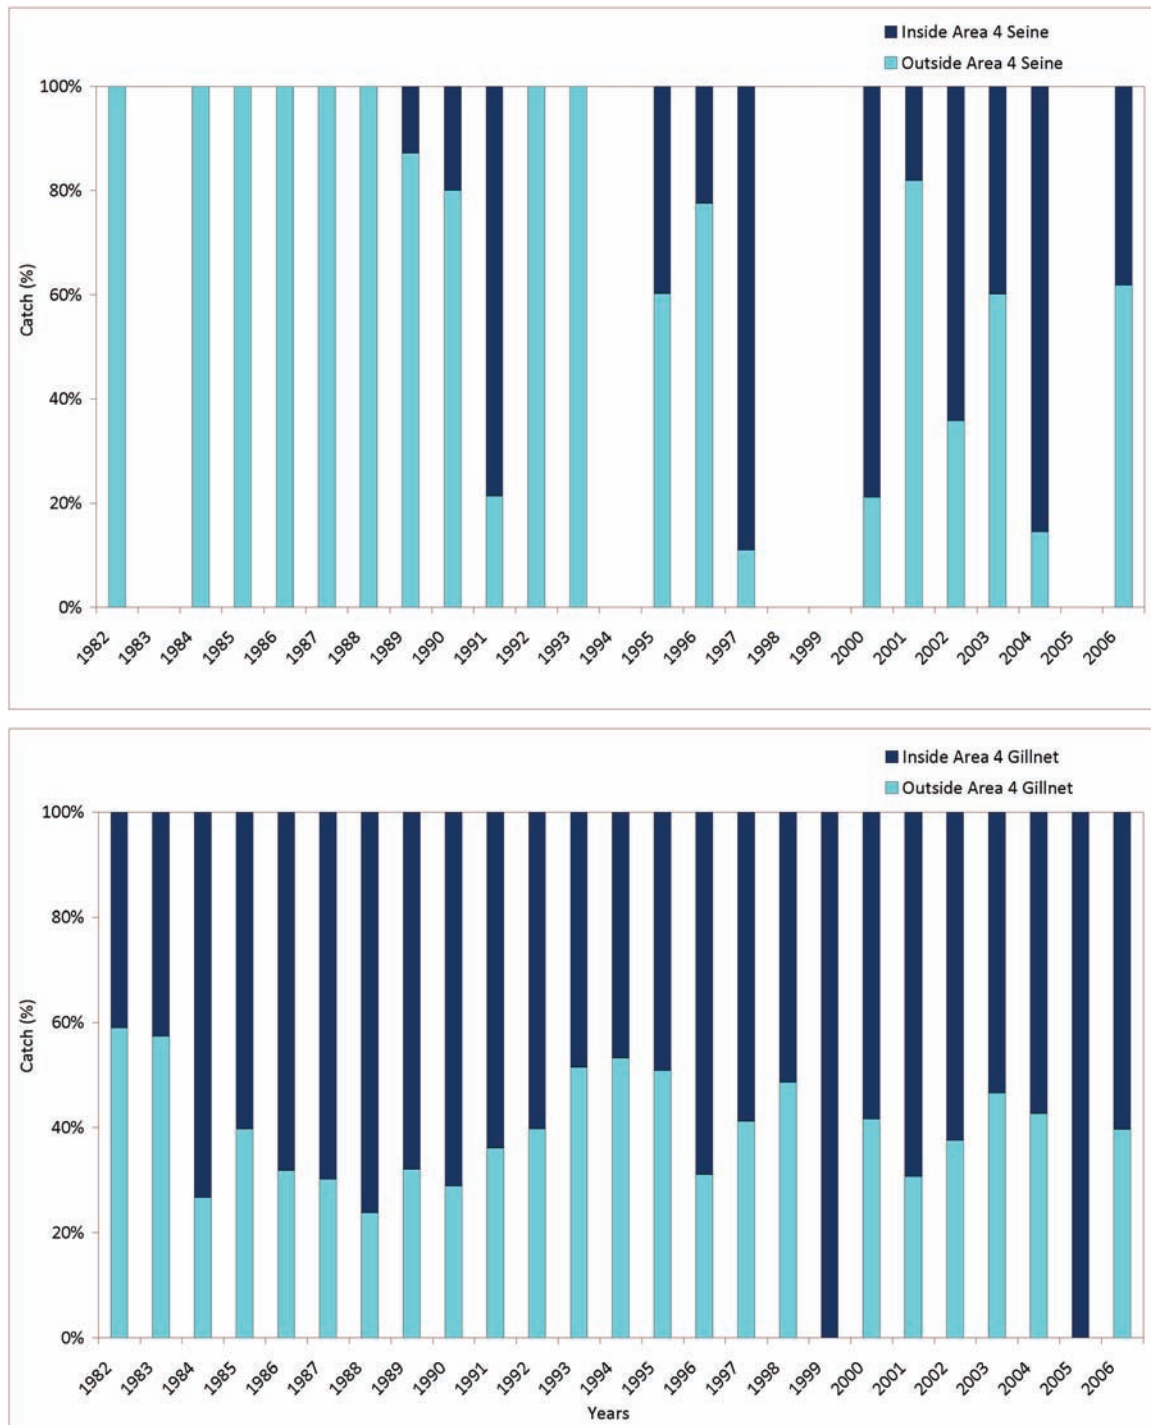 Inside Area 4 Seine
Outside Area 4 Seine
100%
80%
60%
40%
20%
0%
Catch (%)
1982 1983 1984 1985 1986 1987 1988 1989 1990 1991 1992 1993 1994 1995 1996 1997 1998 1999 2000 2001 2002 2003 2004 2005 2006
Inside Area 4 Gillnet
Outside Area 4 Gillnet
100%
80%
60%
40%
20%
0%
Catch (%)
1982 1983 1984 1985 1986 1987 1988 1989 1990 1991 1992 1993 1994 1995 1996 1997 1998 1999 2000 2001 2002 2003 2004 2005 2006
Years